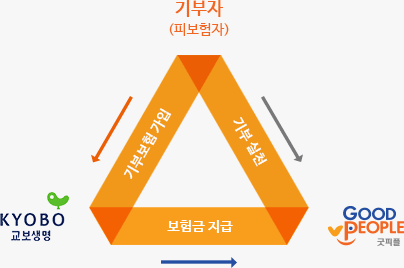 기부자
(피보험자)
기부보험 가입
기부 실천
KYOBO
교보생명
보험금 지급
GOOD
PEOPLE
굿피플